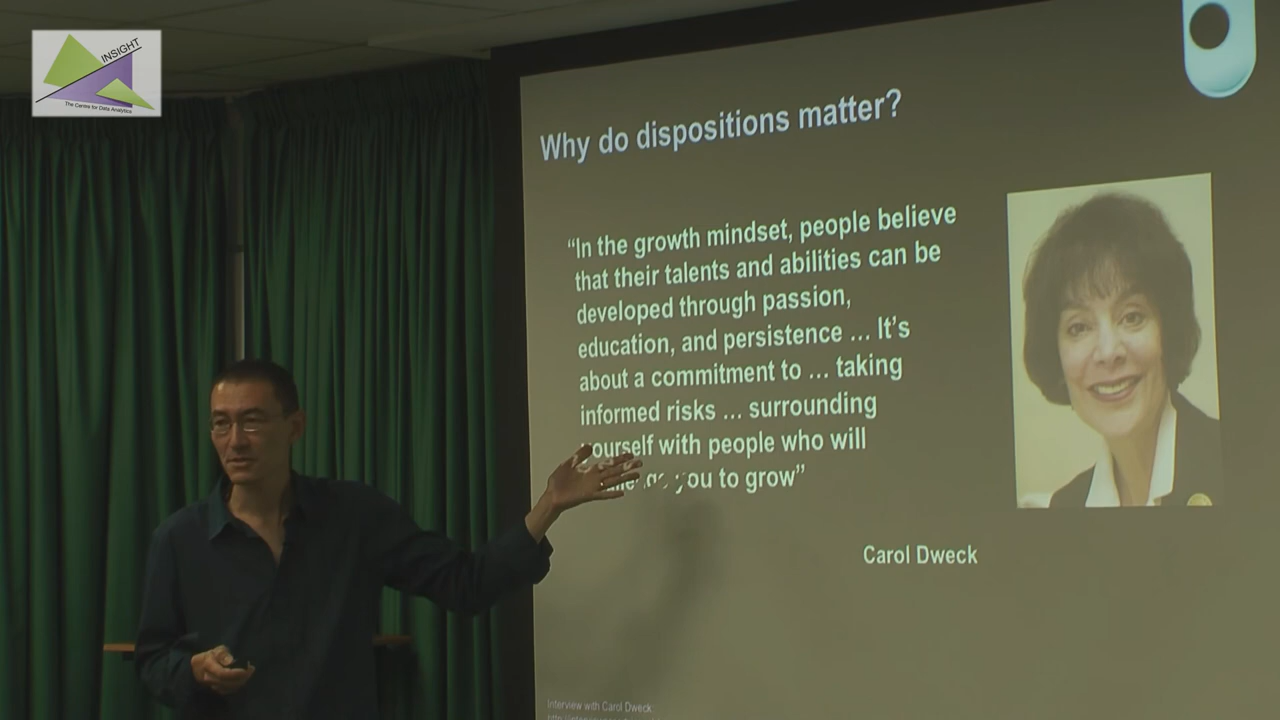 INSIGHT
The Centre for Data Analytics
Why do dispositions matter?
“In the growth mindset, people believe
that their talents and abilities can be
developed through passion,
education, and persistence ... It’s
about a commitment to ... taking
informed risks ... surrounding
yourself with people who will
you to grow”
Carol Dweck
Interview with Carol Dweck: